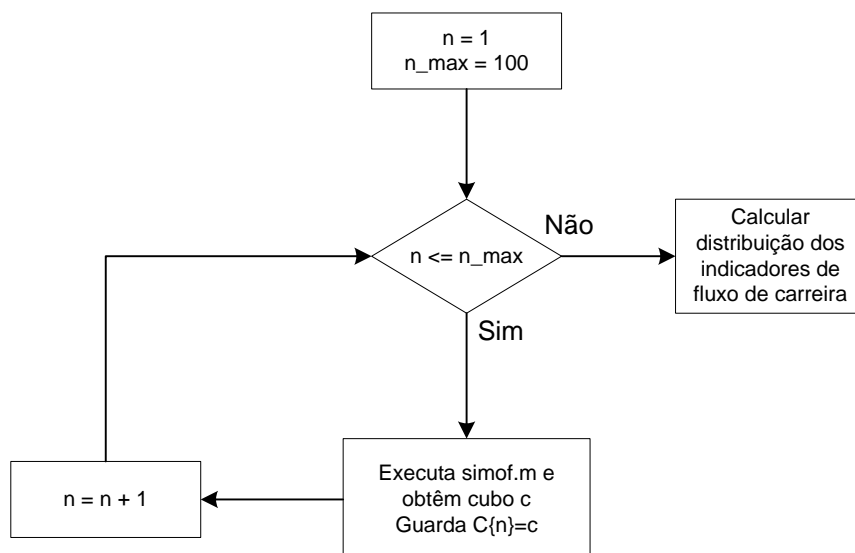 n = 1
n_max = 100
n <= n_max
Não
Calcular
distribuição dos
indicadores de
fluxo de carreira
Sim
Executa simof.m e
obtêm cubo c
Guarda C{n}=c
n = n + 1